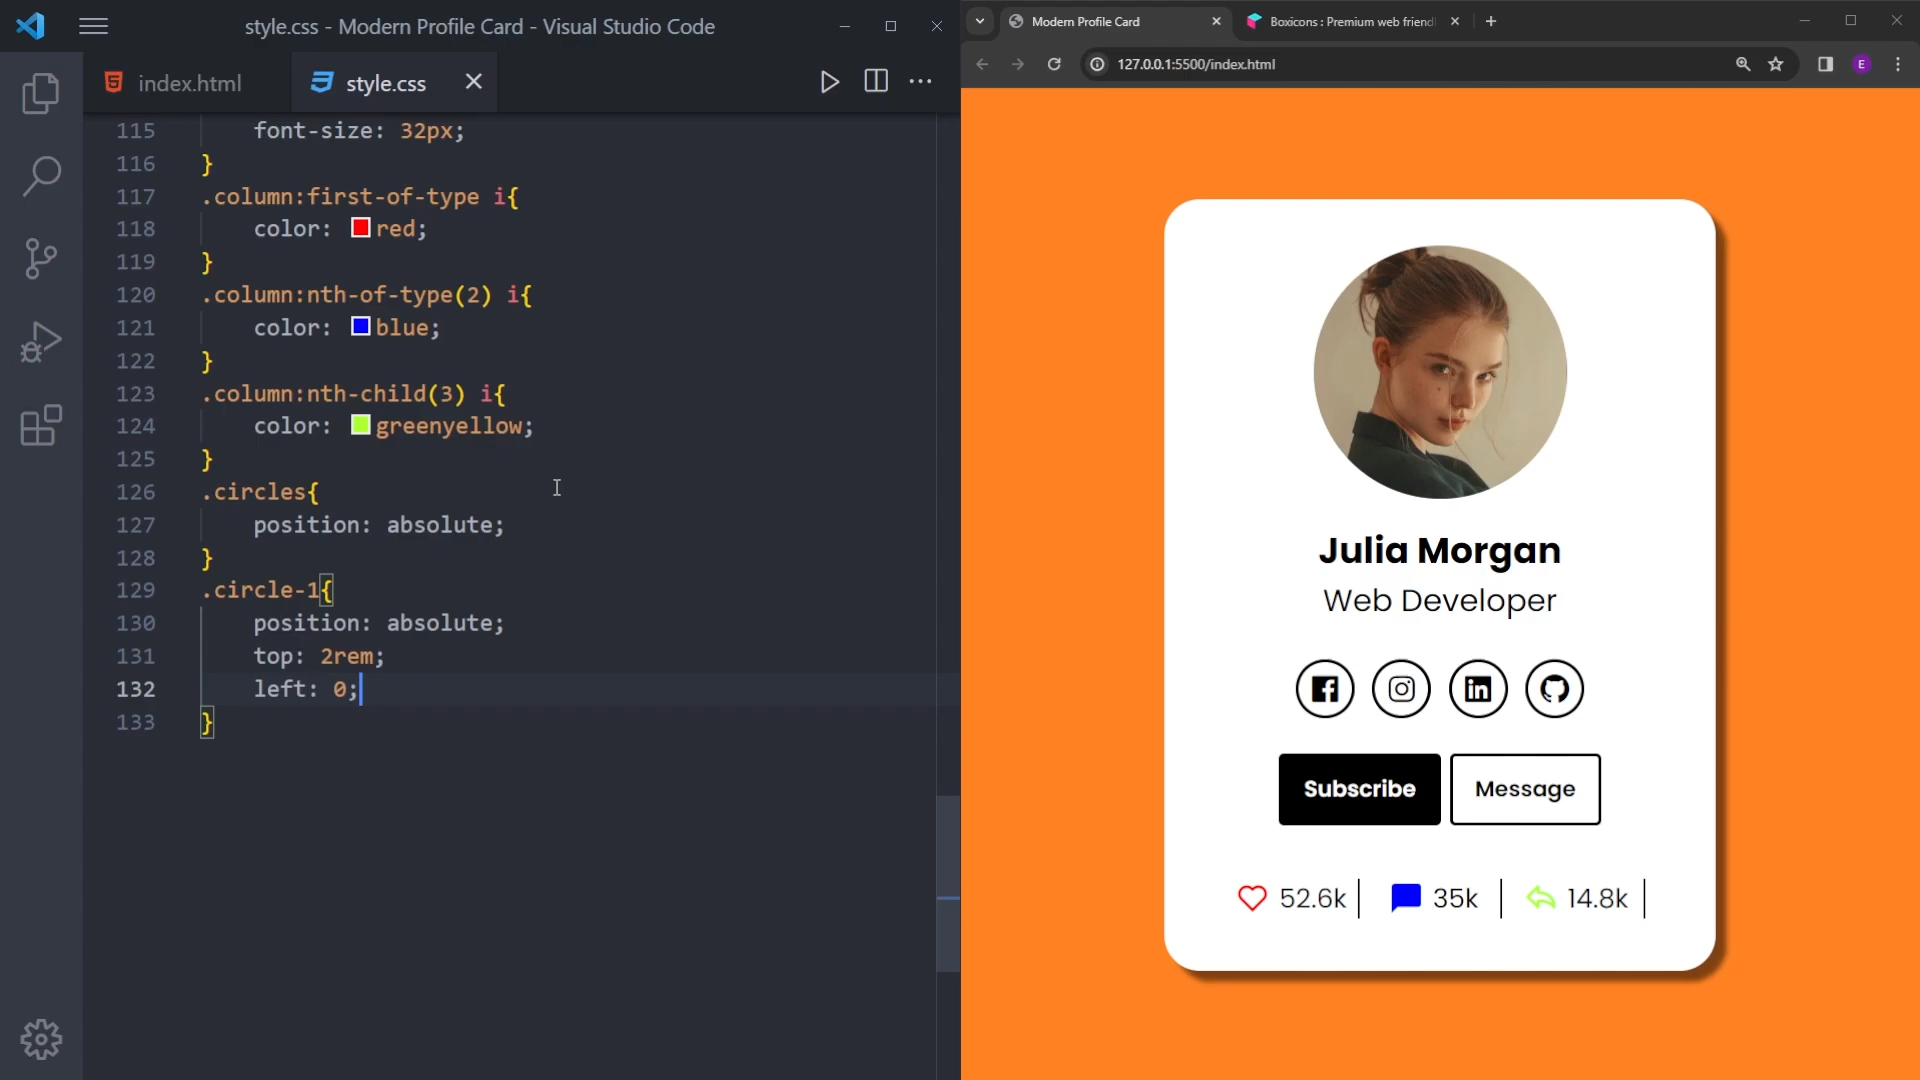 style.css - Modern Profile Card - Visual Studio Code
index.html
style.css
115 font-size: 32px;
116 }
117 .column:first-of-type i{
118 color: red;
119 }
120 .column:nth-of-type(2) i{
121 color: blue;
122 }
123 .column:nth-child(3) i{
124 color: greenyellow;
125 }
126 .circles{
127 position: absolute;
128 }
129 .circle-1{
130 position: absolute;
131 top: 2rem;
132 left: 0;
133 }
Modern Profile Card
Boxicons : Premium web friend
127.0.0.1:5500/index.html
E
Julia Morgan
Web Developer
Subscribe
Message
52.6k
35k
14.8k